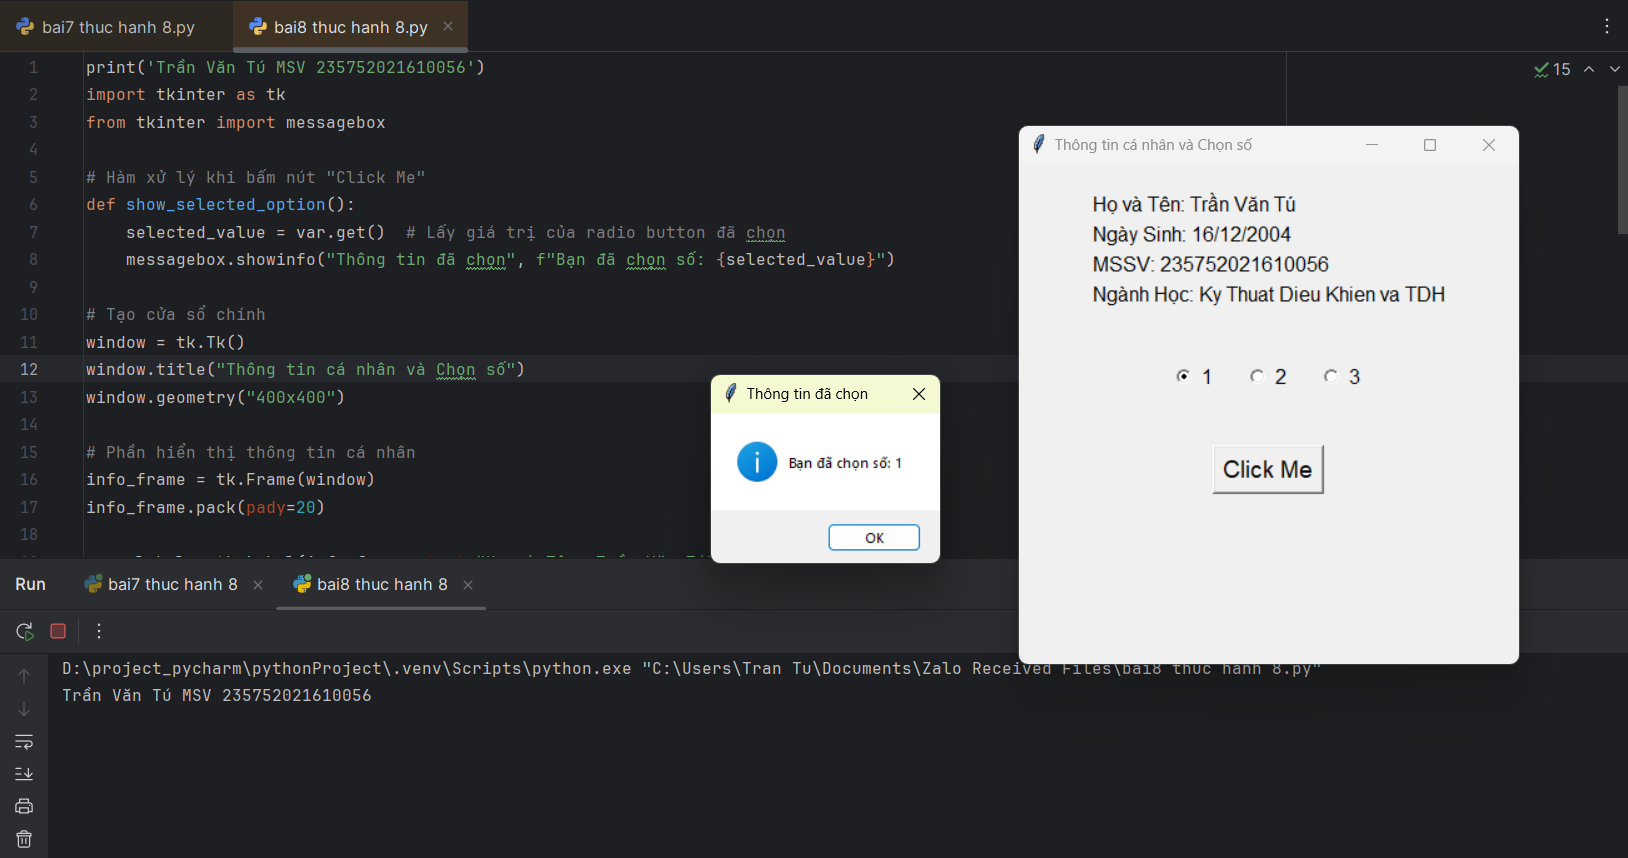 bai7 thuc hanh 8.py
bai8 thuc hanh 8.py
15
1 print('Trần Văn Tú MSV 235752021610056')
2 import tkinter as tk
3 from tkinter import messagebox
4
5 # Hàm xử lý khi bấm nút "Click Me"
6 def show_selected_option():
7 selected_value = var.get() # Lấy giá trị của radio button đã chọn
8 messagebox.showinfo("Thông tin đã chọn", f"Bạn đã chọn số: {selected_value}")
9
10 # Tạo cửa sổ chính
11 window = tk.Tk()
12 window.title("Thông tin cá nhân và Chọn số")
13 window.geometry("400x400")
14
15 # Phần hiển thị thông tin cá nhân
16 info_frame = tk.Frame(window)
17 info_frame.pack(pady=20)
18
Thông tin cá nhân và Chọn số
Họ và Tên: Trần Văn Tú
Ngày Sinh: 16/12/2004
MSSV: 235752021610056
Ngành Học: Ky Thuat Dieu Khien va TDH
1 2 3
Click Me
Thông tin đã chọn
Bạn đã chọn số: 1
OK
Run
bai7 thuc hanh 8
bai8 thuc hanh 8
D:\project_pycharm\pythonProject\.venv\Scripts\python.exe "C:\Users\Tran Tu\Documents\Zalo Received Files\bai8 thuc hanh 8.py"
Trần Văn Tú MSV 235752021610056